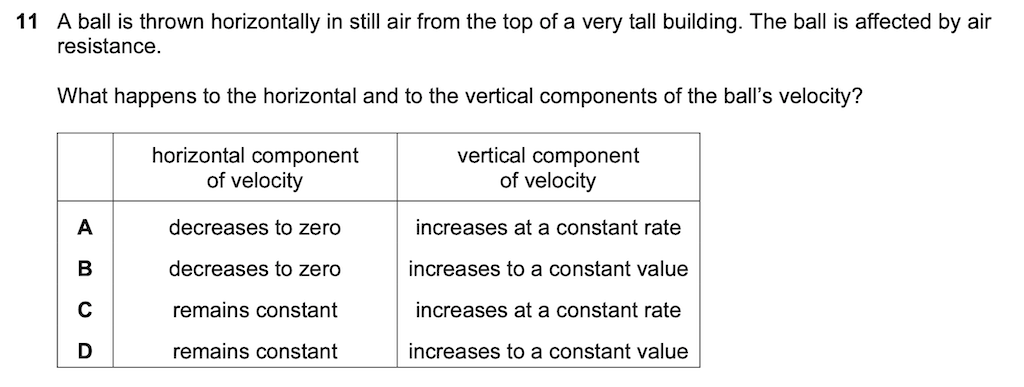 11 A ball is thrown horizontally in still air from the top of a very tall building. The ball is affected by air
resistance.
What happens to the horizontal and to the vertical components of the ball's velocity?
horizontal component of velocity vertical component of velocity
A decreases to zero increases at a constant rate
B decreases to zero increases to a constant value
C remains constant increases at a constant rate
D remains constant increases to a constant value